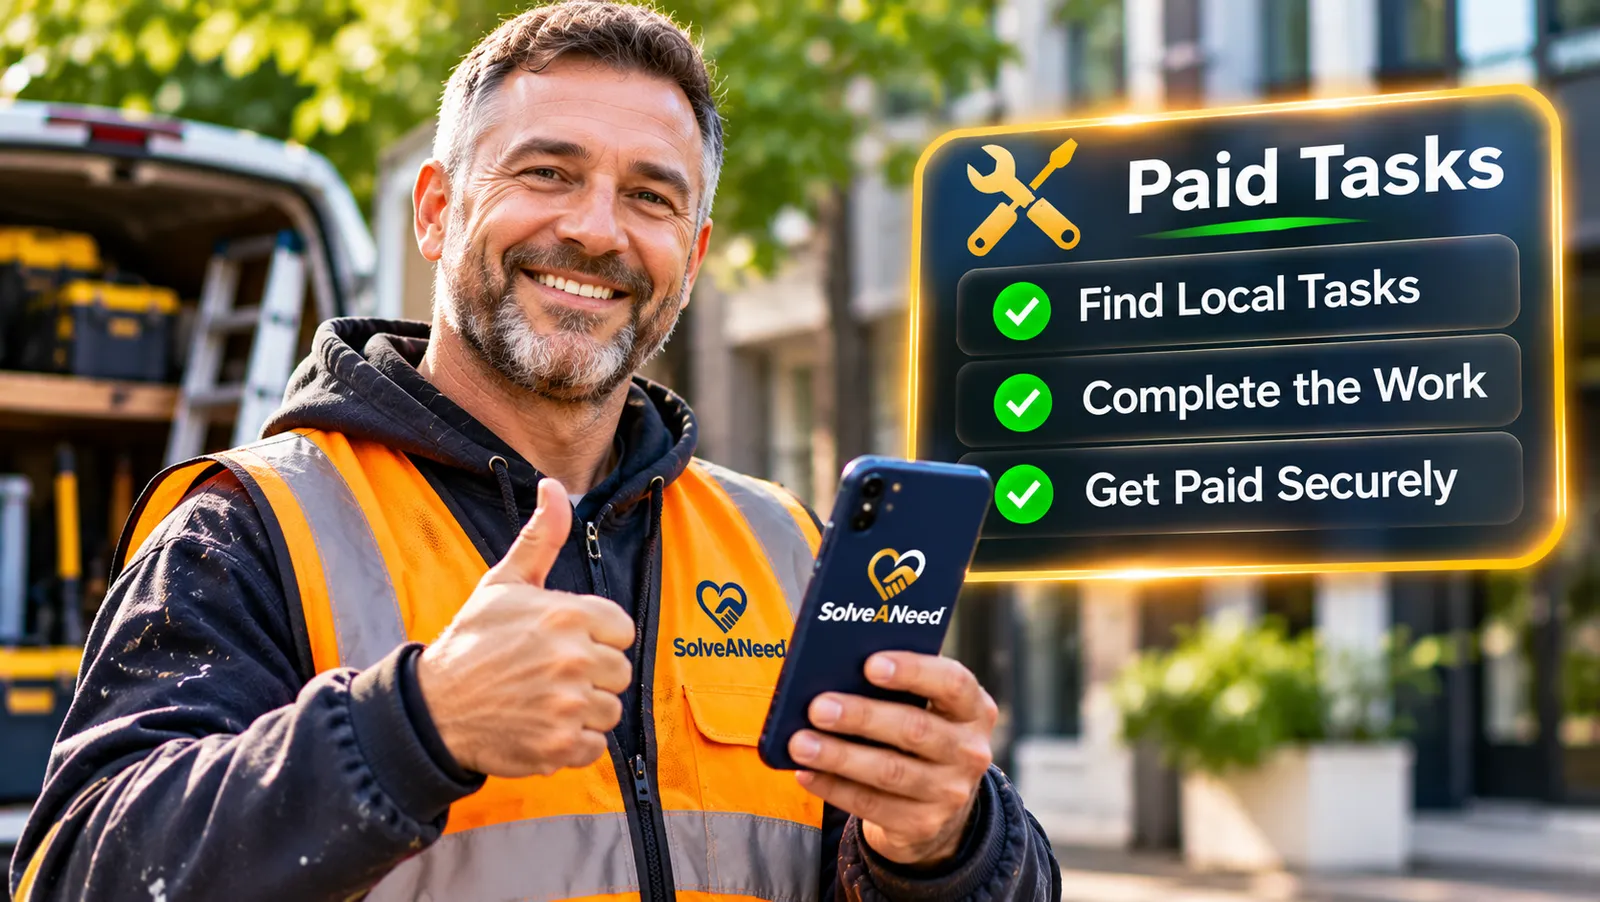 Paid Tasks
Find Local Tasks
Complete the Work
Get Paid Securely
SolveANeed
SolveANeed